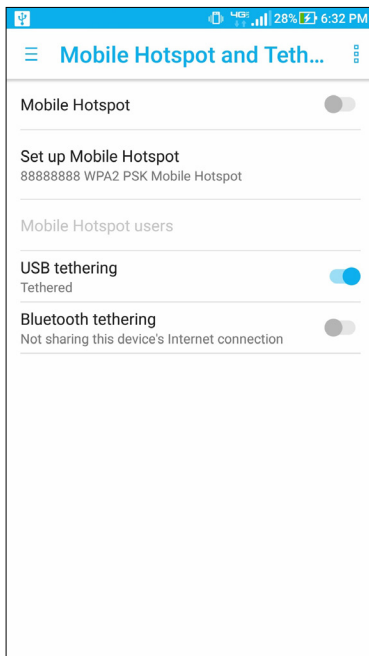 4G 28% 6:32 PM
Mobile Hotspot and Teth...
Mobile Hotspot
Set up Mobile Hotspot
88888888 WPA2 PSK Mobile Hotspot
Mobile Hotspot users
USB tethering
Tethered
Bluetooth tethering
Not sharing this device's Internet connection